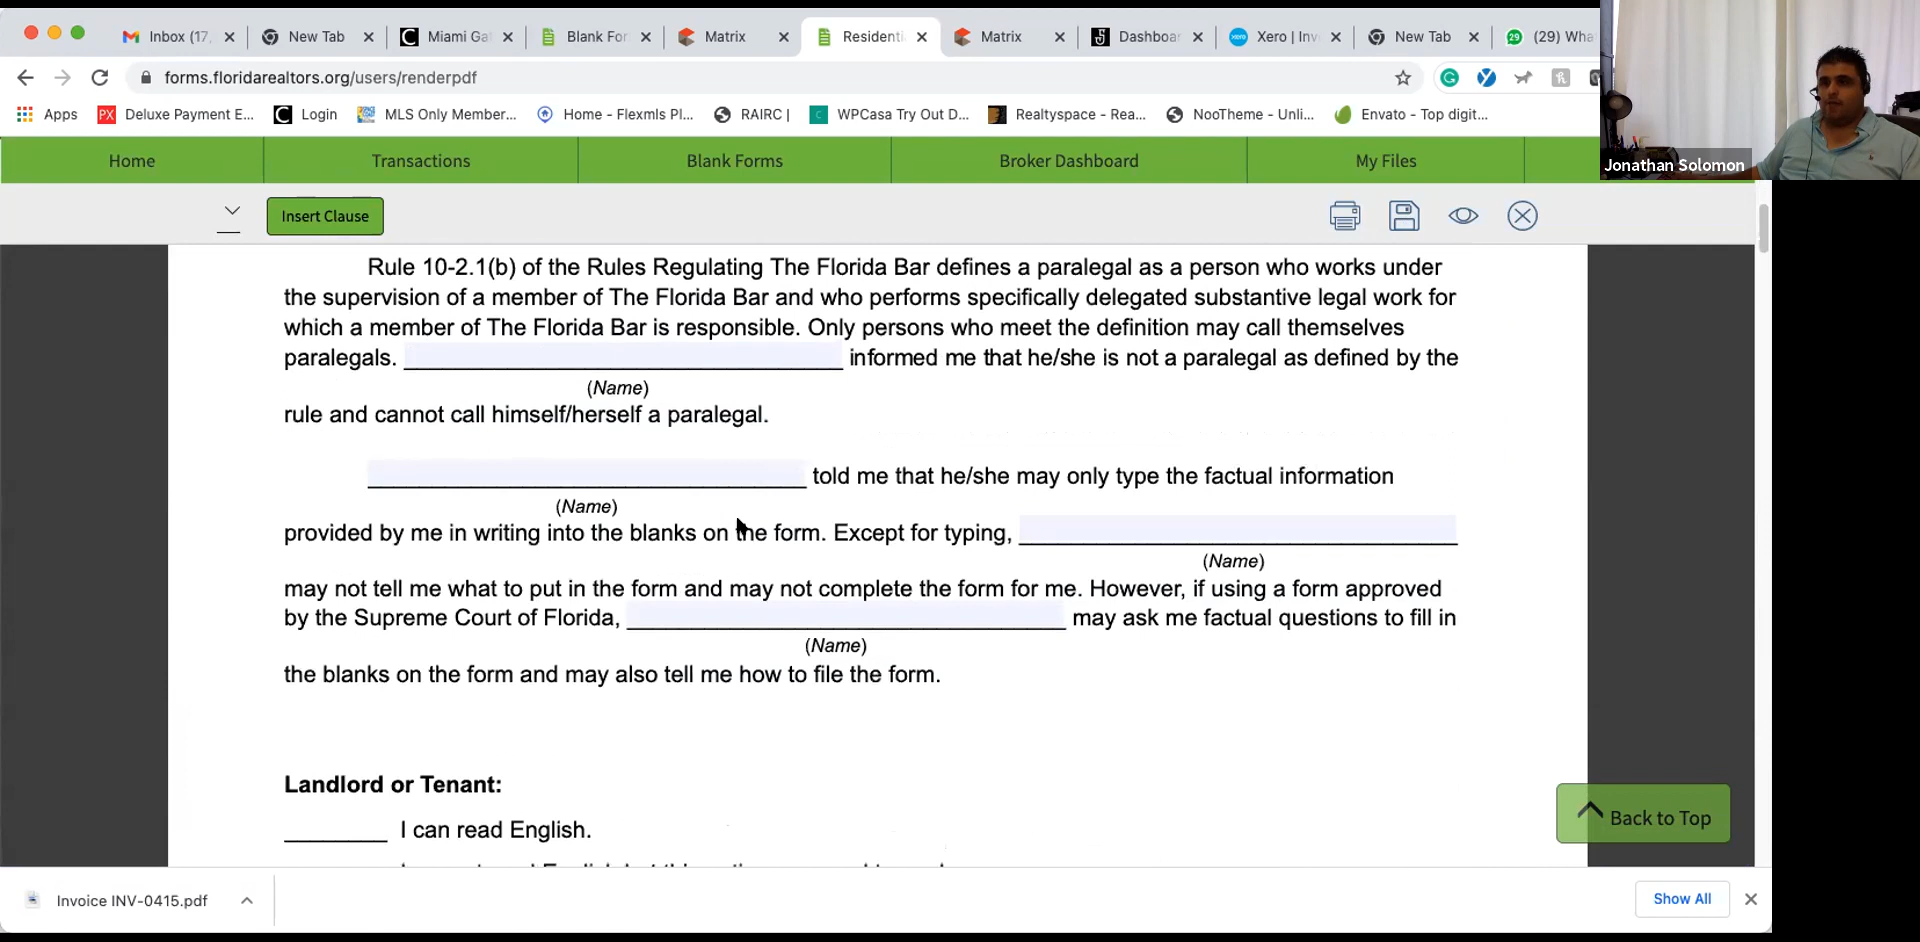 Inbox (17,
New Tab
Miami Ga
Blank For
Matrix
Residenti
Matrix
Dashboar
Xero | Inv
New Tab
(29) Wha
forms.floridarealtors.org/users/renderpdf
Apps
Deluxe Payment E...
Login
MLS Only Member...
Home - Flexmls Pl...
RAIRC |
WPCasa Try Out D...
Realtyspace - Rea...
NooTheme - Unli...
Envato - Top digit...
Jonathan Solomon
Home
Transactions
Blank Forms
Broker Dashboard
My Files
Insert Clause
Rule 10-2.1(b) of the Rules Regulating The Florida Bar defines a paralegal as a person who works under
the supervision of a member of The Florida Bar and who performs specifically delegated substantive legal work for
which a member of The Florida Bar is responsible. Only persons who meet the definition may call themselves
paralegals. informed me that he/she is not a paralegal as defined by the
(Name)
rule and cannot call himself/herself a paralegal.
told me that he/she may only type the factual information
(Name)
provided by me in writing into the blanks on the form. Except for typing,
(Name)
may not tell me what to put in the form and may not complete the form for me. However, if using a form approved
by the Supreme Court of Florida, may ask me factual questions to fill in
(Name)
the blanks on the form and may also tell me how to file the form.
Landlord or Tenant:
I can read English.
Back to Top
Invoice INV-0415.pdf
Show All